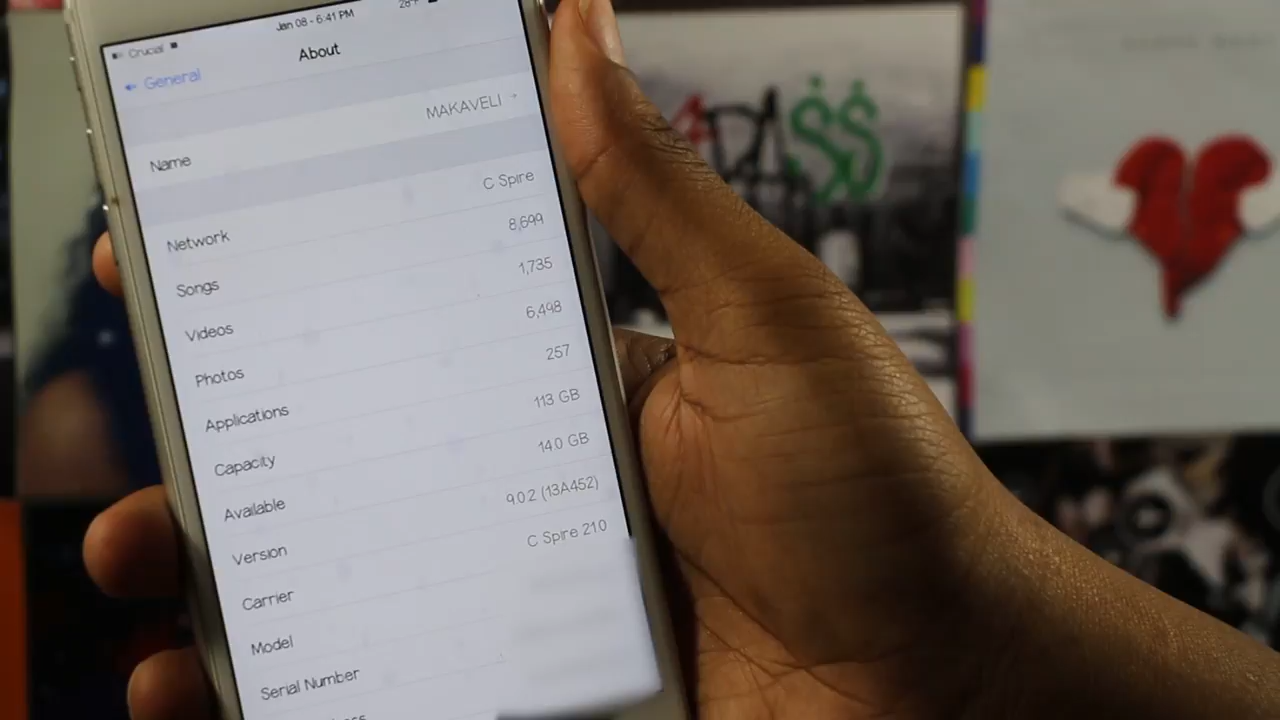 Crucial
Jan 08 - 6:41 PM
General
About
Name MAKAVELI
Network C Spire
Songs 8,699
Videos 1,735
Photos 6,498
Applications 257
Capacity 113 GB
Available 14.0 GB
Version 9.0.2 (13A452)
Carrier C Spire 21.0
Model
Serial Number
4DA$$